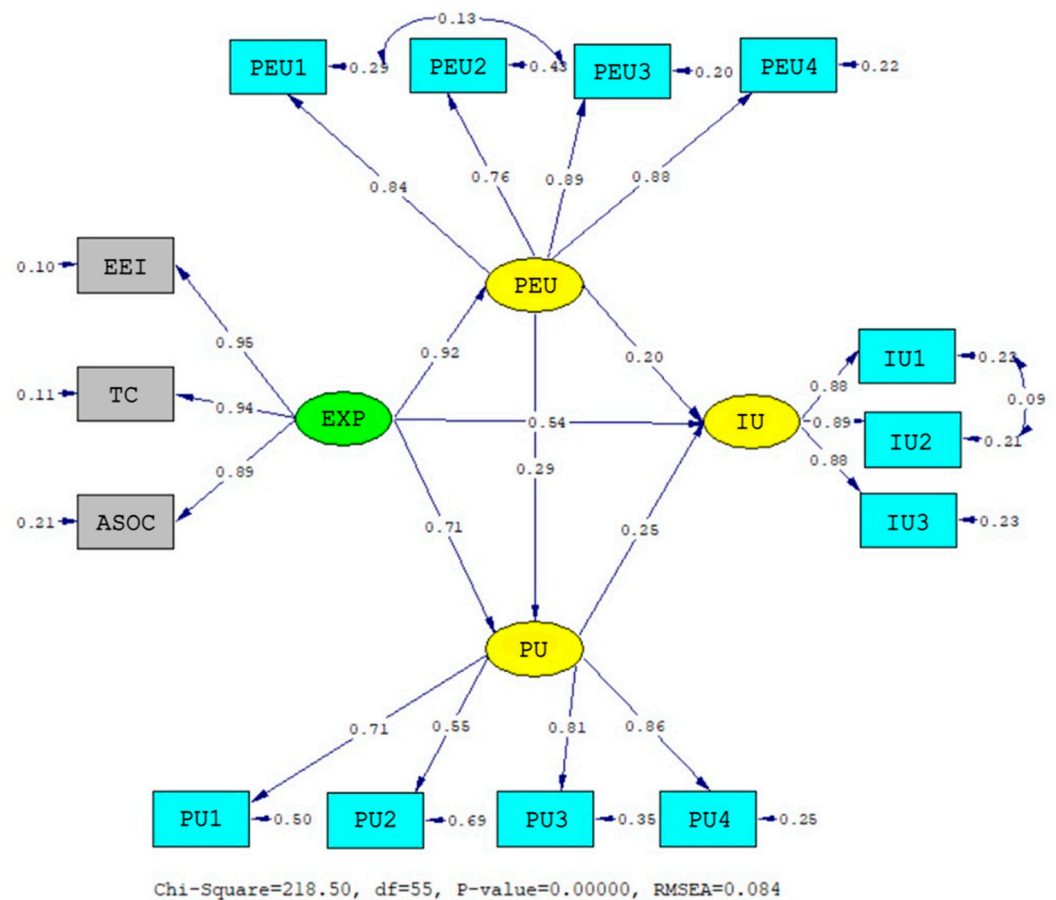 0.13
PEU1 0.29 PEU2 0.43 PEU3 0.20 PEU4 0.22
0.84 0.76 0.89 0.88
0.10 EEI
PEU
0.95
0.92 0.20
IU1 0.23
0.11 TC
0.88
0.94
EXP
0.54
IU
0.89 IU2 0.21
0.09
0.89
0.88
0.29
0.21 ASOC
0.71 0.25
IU3 0.23
PU
0.71 0.55 0.81 0.86
PU1 0.50 PU2 0.69 PU3 0.35 PU4 0.25
Chi-Square=218.50, df=55, P-value=0.00000, RMSEA=0.084